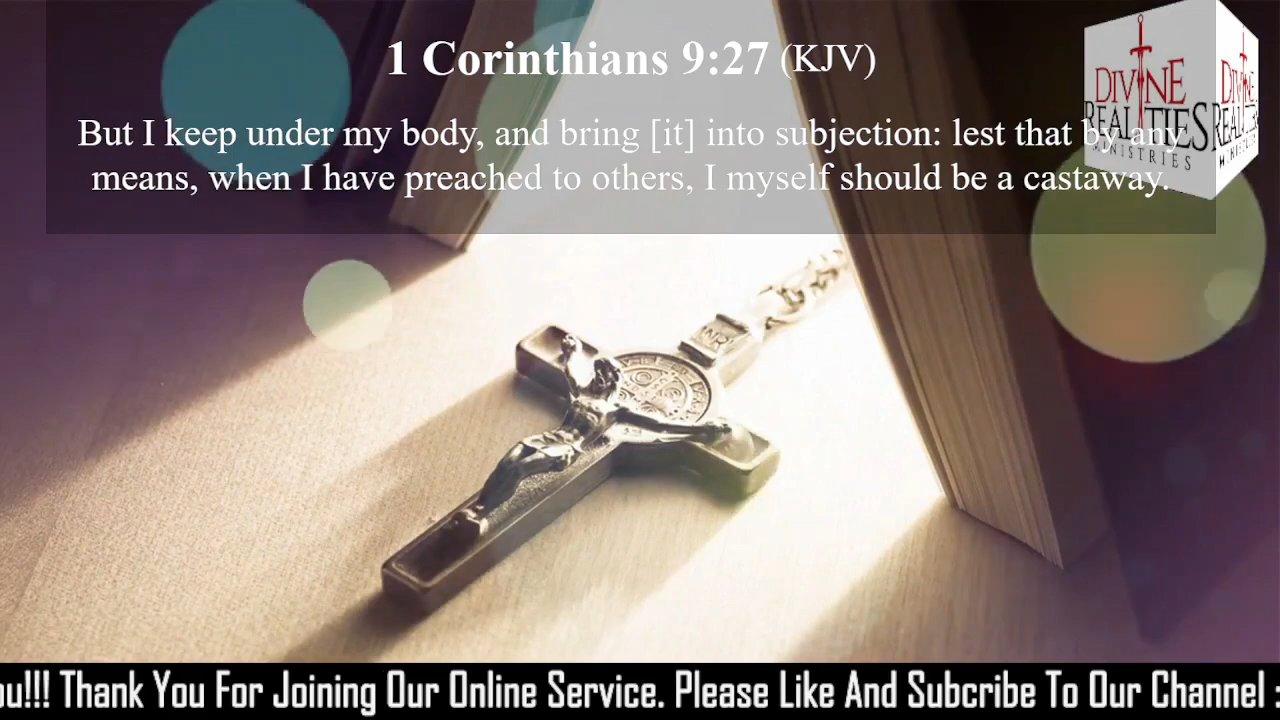 1 Corinthians 9:27 (KJV)
But I keep under my body, and bring [it] into subjection: lest that by any
means, when I have preached to others, I myself should be a castaway.
DIVINE
REALITIES
MINISTRIES
INRI
ou!!! Thank You For Joining Our Online Service. Please Like And Subcribe To Our Channel :